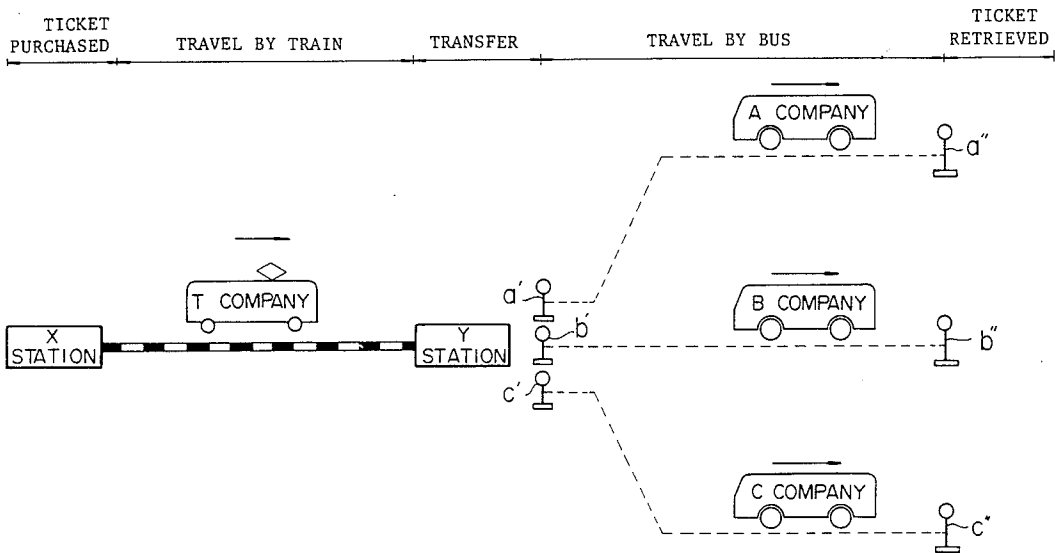 TICKET
PURCHASED
TRAVEL BY TRAIN
TRANSFER
TRAVEL BY BUS
TICKET
RETRIEVED
A COMPANY
a"
T COMPANY
a'
B COMPANY
X
STATION
Y
STATION
b'
b"
c'
C COMPANY
c"